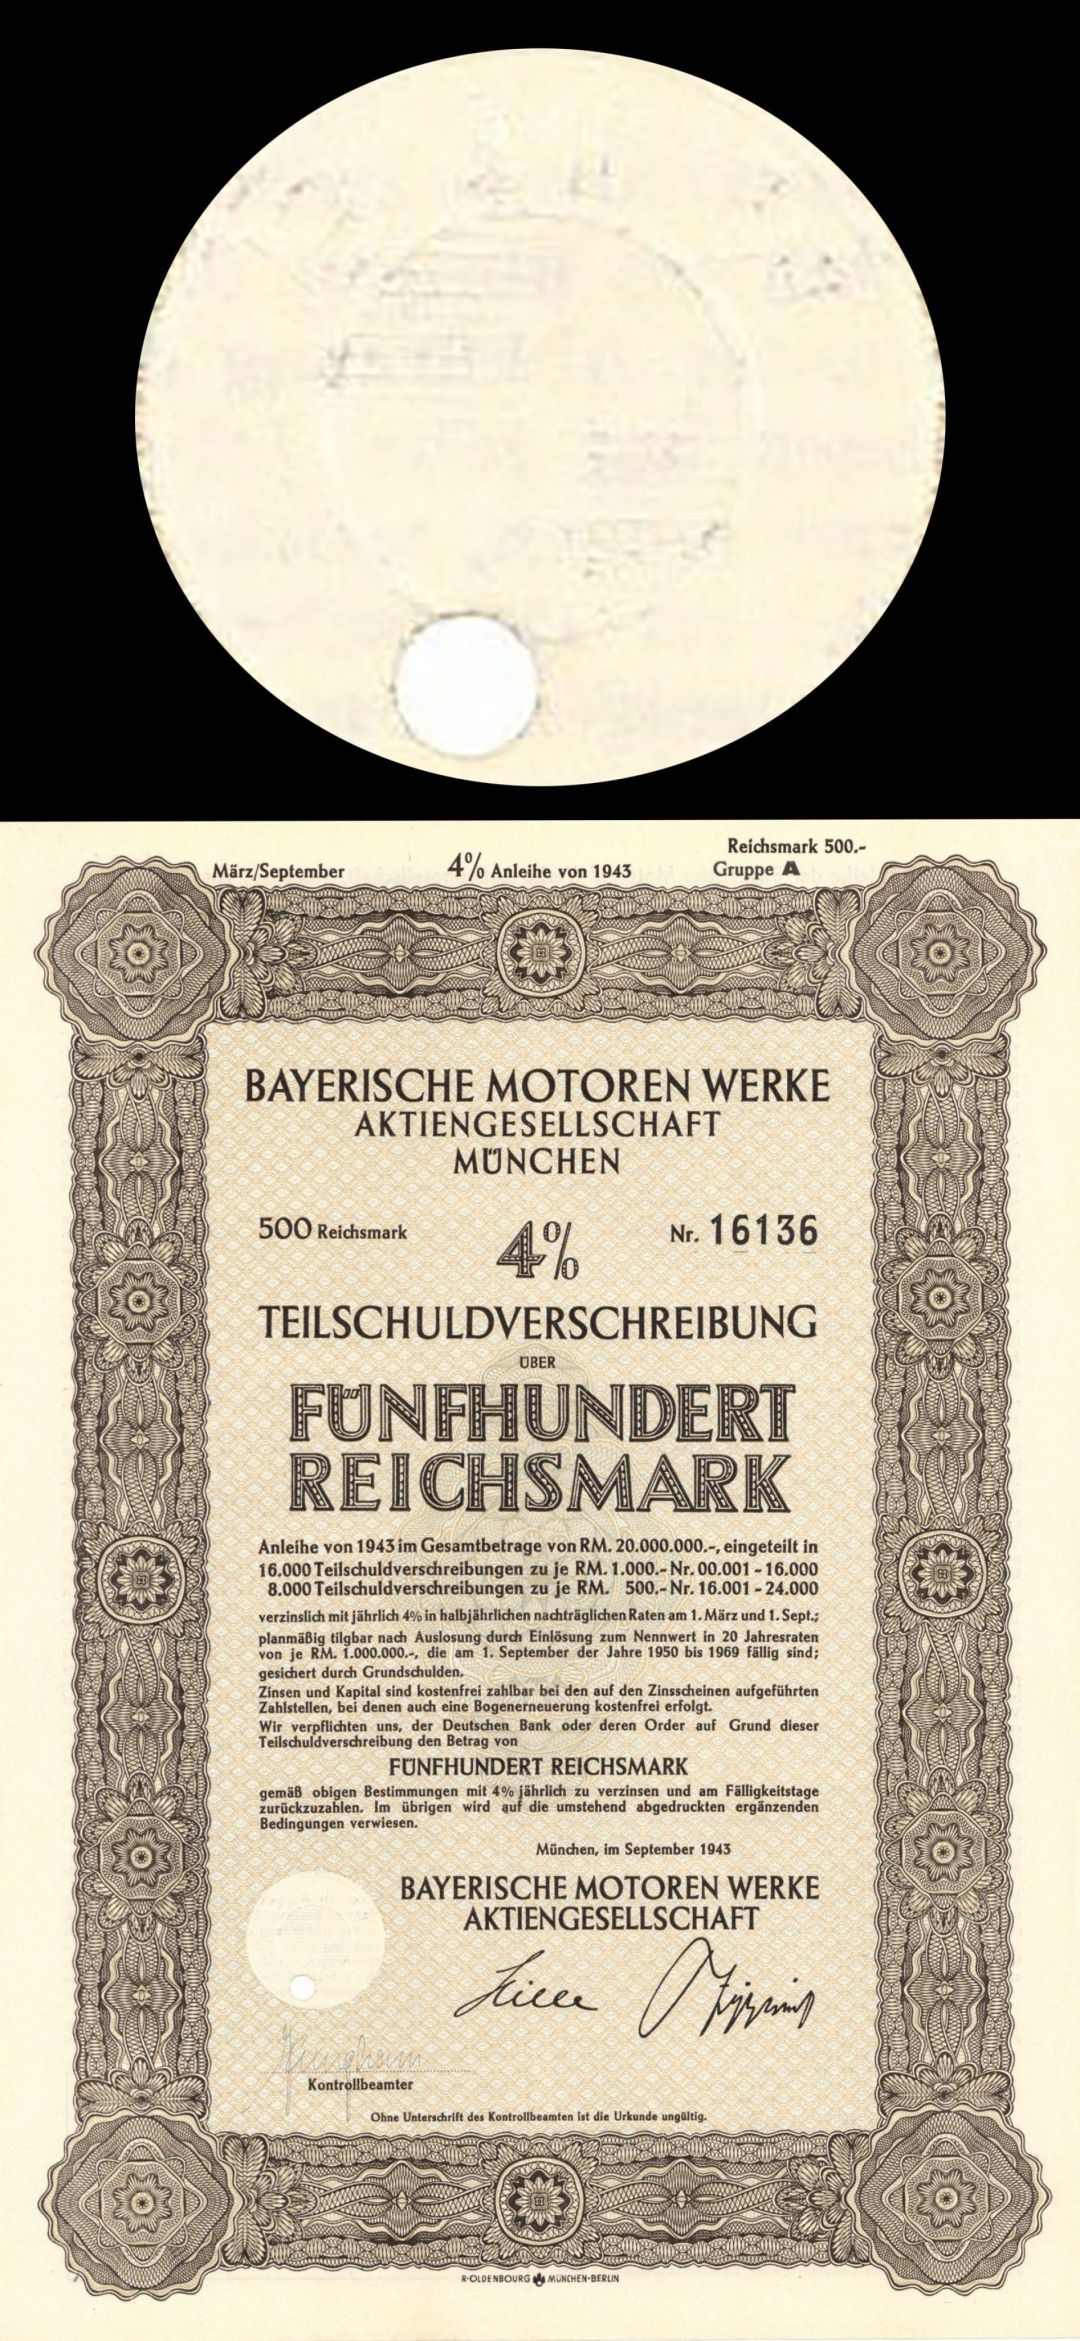 März/September
4% Anleihe von 1943
Reichsmark 500.-
Gruppe A
BAYERISCHE MOTOREN WERKE
AKTIENGESELLSCHAFT
MÜNCHEN
500 Reichsmark
4%
Nr. 16136
TEILSCHULDVERSCHREIBUNG
ÜBER
FÜNFHUNDERT
REICHSMARK
Anleihe von 1943 im Gesamtbetrage von RM. 20.000.000.-, eingeteilt in
16.000 Teilschuldverschreibungen zu je RM. 1.000.- Nr. 00.001 - 16.000
8.000 Teilschuldverschreibungen zu je RM. 500.- Nr. 16.001 - 24.000
verzinslich mit jährlich 4% in halbjährlichen nachträglichen Raten am 1. März und 1. Sept.;
planmäßig tilgbar nach Auslosung durch Einlösung zum Nennwert in 20 Jahresraten
von je RM. 1.000.000.-, die am 1. September der Jahre 1950 bis 1969 fällig sind;
gesichert durch Grundschulden.
Zinsen und Kapital sind kostenfrei zahlbar bei den auf den Zinsscheinen aufgeführten
Zahlstellen, bei denen auch eine Bogenerneuerung kostenfrei erfolgt.
Wir verpflichten uns, der Deutschen Bank oder deren Order auf Grund dieser
Teilschuldverschreibung den Betrag von
FÜNFHUNDERT REICHSMARK
gemäß obigen Bestimmungen mit 4% jährlich zu verzinsen und am Fälligkeitstage
zurückzuzahlen. Im übrigen wird auf die umstehend abgedruckten ergänzenden
Bedingungen verwiesen.
München, im September 1943
BAYERISCHE MOTOREN WERKE
AKTIENGESELLSCHAFT
Kontrollbeamter
Ohne Unterschrift des Kontrollbeamten ist die Urkunde ungültig.
R·OLDENBOURG MÜNCHEN-BERLIN